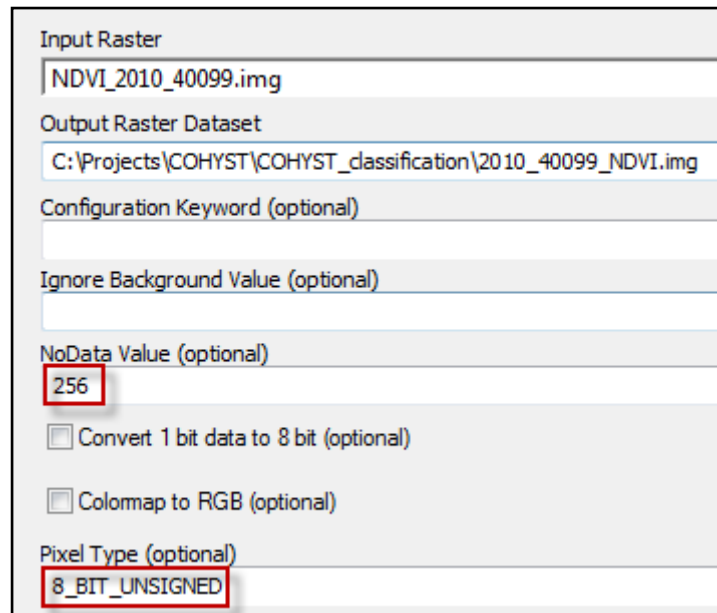 Input Raster
NDVI_2010_40099.img
Output Raster Dataset
C:\Projects\COHYST\COHYST_classification\2010_40099_NDVI.img
Configuration Keyword (optional)
Ignore Background Value (optional)
NoData Value (optional)
256
Convert 1 bit data to 8 bit (optional)
Colormap to RGB (optional)
Pixel Type (optional)
8_BIT_UNSIGNED